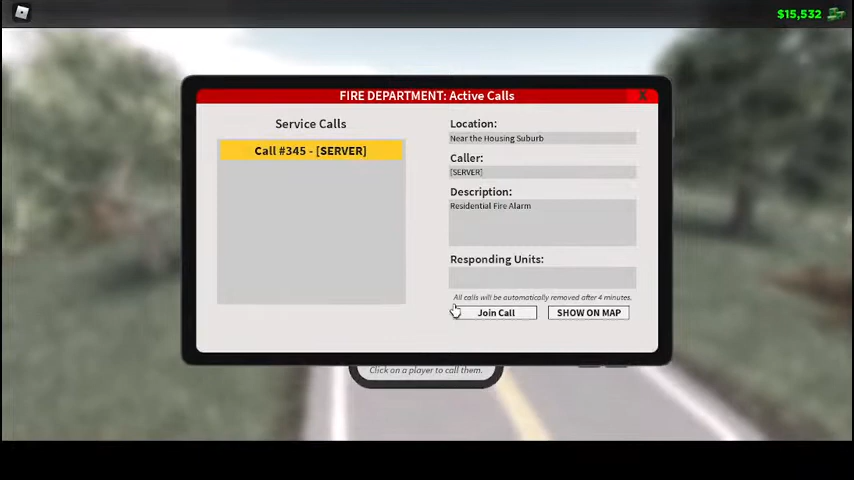 $15,532
FIRE DEPARTMENT: Active Calls
X
Service Calls
Call #345 - [SERVER]
Location:
Near the Housing Suburb
Caller:
[SERVER]
Description:
Residential Fire Alarm
Responding Units:
All calls will be automatically removed after 4 minutes.
Join Call
SHOW ON MAP
Click on a player to call them.